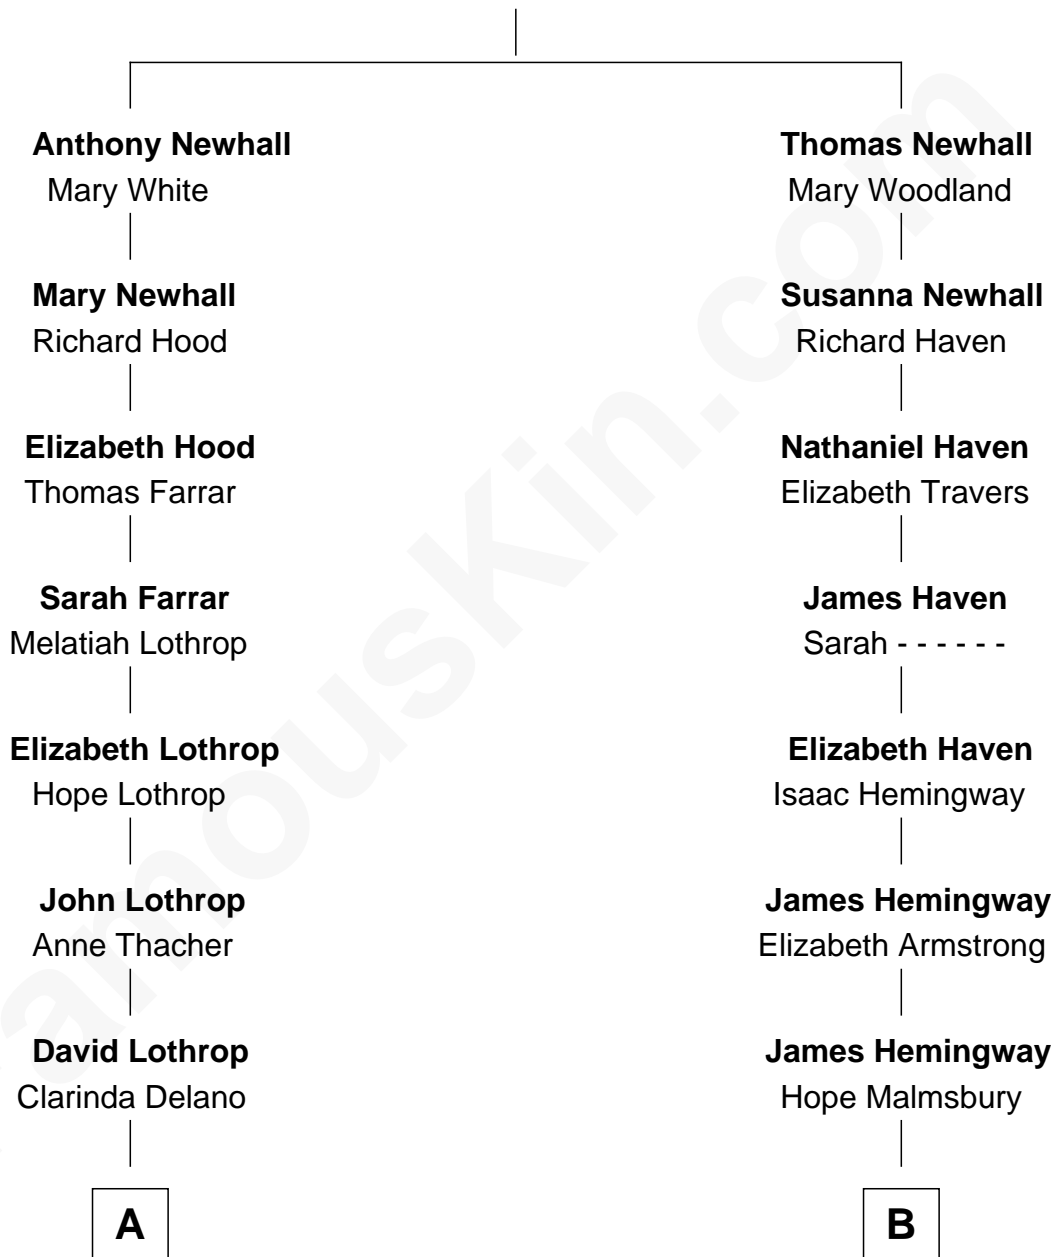 Anthony Newhall
Mary White
Thomas Newhall
Mary Woodland
Mary Newhall
Richard Hood
Susanna Newhall
Richard Haven
Elizabeth Hood
Thomas Farrar
Nathaniel Haven
Elizabeth Travers
Sarah Farrar
Melatiah Lothrop
James Haven
Sarah - - - - - -
Elizabeth Lothrop
Hope Lothrop
Elizabeth Haven
Isaac Hemingway
John Lothrop
Anne Thacher
James Hemingway
Elizabeth Armstrong
David Lothrop
Clarinda Delano
James Hemingway
Hope Malmsbury
A
B
amouskin.com